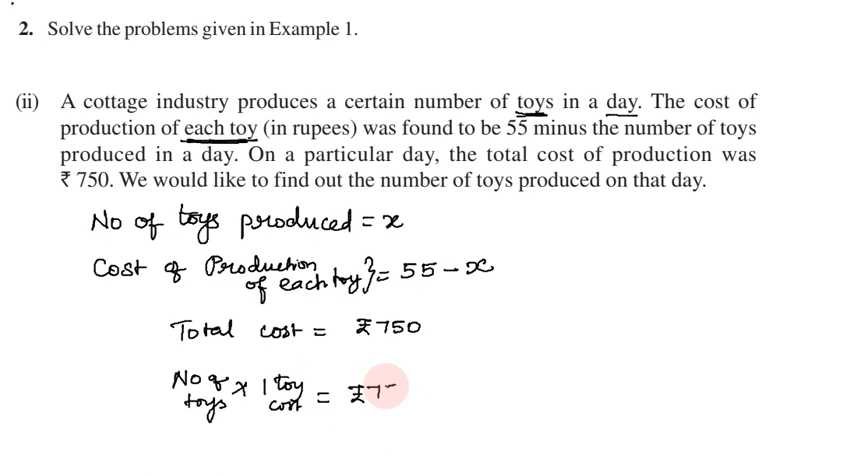 2. Solve the problems given in Example 1.
(ii) A cottage industry produces a certain number of toys in a day. The cost of
production of each toy (in rupees) was found to be 55 minus the number of toys
produced in a day. On a particular day, the total cost of production was
₹ 750. We would like to find out the number of toys produced on that day.
No of toys produced = x
Cost of Production of each toy } = 55 - x
Total cost = ₹750
No of toys × 1 toy cost = ₹7